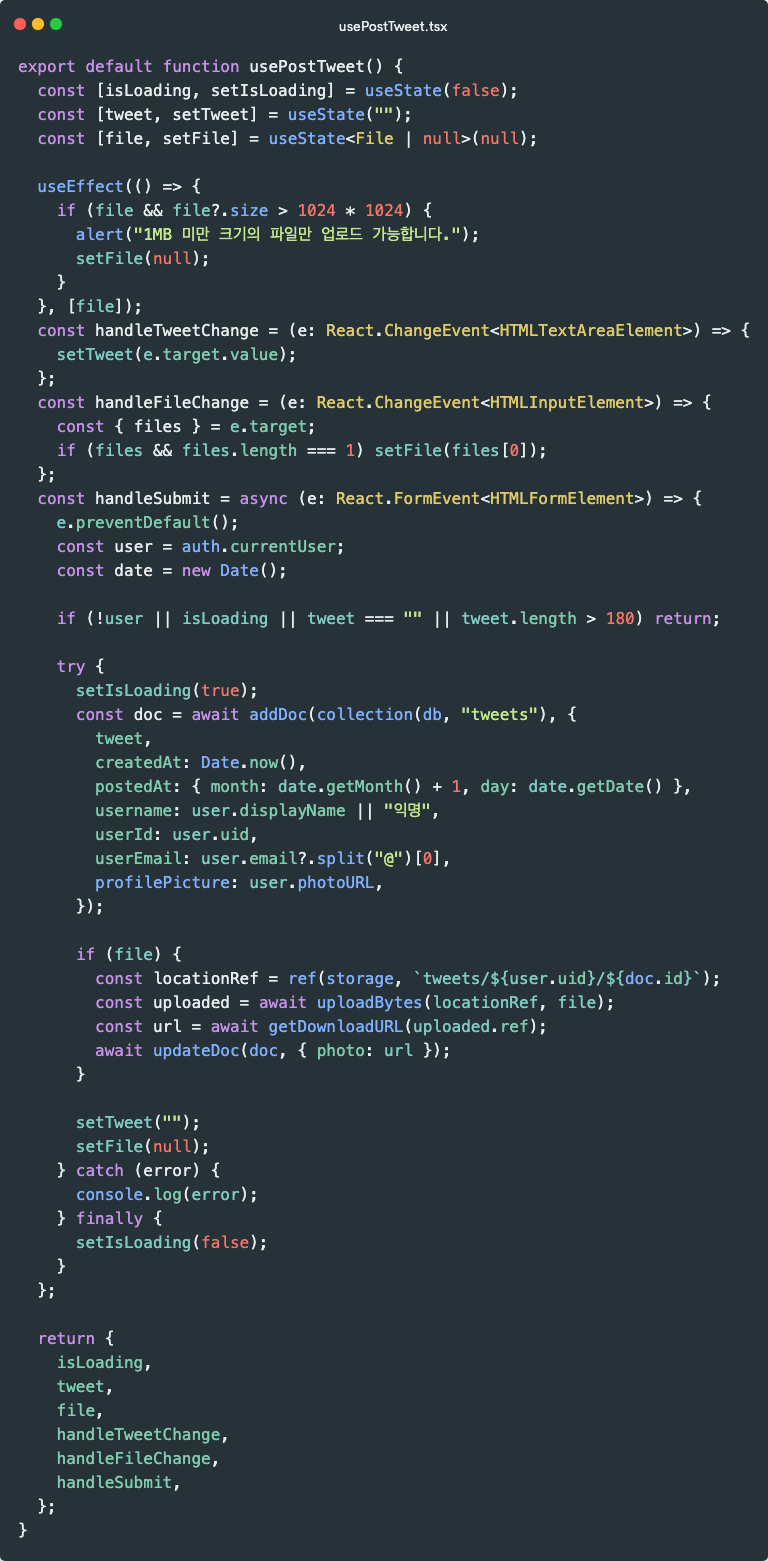 usePostTweet.tsx
export default function usePostTweet() {
  const [isLoading, setIsLoading] = useState(false);
  const [tweet, setTweet] = useState("");
  const [file, setFile] = useState<File | null>(null);

  useEffect(() => {
    if (file && file?.size > 1024 * 1024) {
      alert("1MB 미만 크기의 파일만 업로드 가능합니다.");
      setFile(null);
    }
  }, [file]);
  const handleTweetChange = (e: React.ChangeEvent<HTMLTextAreaElement>) => {
    setTweet(e.target.value);
  };
  const handleFileChange = (e: React.ChangeEvent<HTMLInputElement>) => {
    const { files } = e.target;
    if (files && files.length === 1) setFile(files[0]);
  };
  const handleSubmit = async (e: React.FormEvent<HTMLFormElement>) => {
    e.preventDefault();
    const user = auth.currentUser;
    const date = new Date();

    if (!user || isLoading || tweet === "" || tweet.length > 180) return;

    try {
      setIsLoading(true);
      const doc = await addDoc(collection(db, "tweets"), {
        tweet,
        createdAt: Date.now(),
        postedAt: { month: date.getMonth() + 1, day: date.getDate() },
        username: user.displayName || "익명",
        userId: user.uid,
        userEmail: user.email?.split("@")[0],
        profilePicture: user.photoURL,
      });

      if (file) {
        const locationRef = ref(storage, `tweets/${user.uid}/${doc.id}`);
        const uploaded = await uploadBytes(locationRef, file);
        const url = await getDownloadURL(uploaded.ref);
        await updateDoc(doc, { photo: url });
      }

      setTweet("");
      setFile(null);
    } catch (error) {
      console.log(error);
    } finally {
      setIsLoading(false);
    }
  };

  return {
    isLoading,
    tweet,
    file,
    handleTweetChange,
    handleFileChange,
    handleSubmit,
  };
}